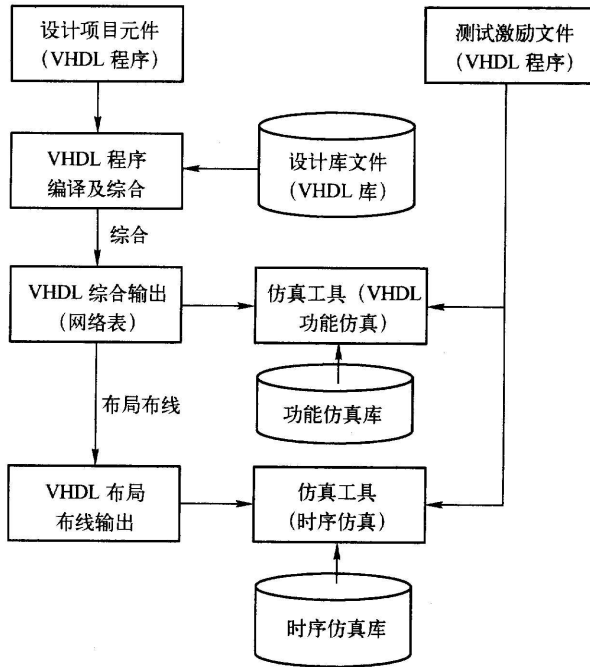 设计项目元件
（VHDL 程序）
测试激励文件
（VHDL 程序）
VHDL 程序
编译及综合
设计库文件
（VHDL 库）
综合
VHDL 综合输出
（网络表）
仿真工具（VHDL
功能仿真）
布局布线
功能仿真库
VHDL 布局
布线输出
仿真工具
（时序仿真）
时序仿真库